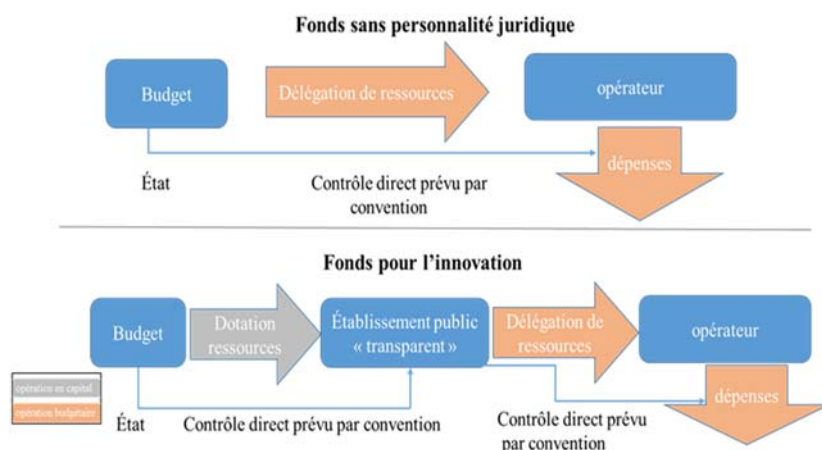 Fonds sans personnalité juridique
Budget
Délégation de ressources
opérateur
dépenses
État
Contrôle direct prévu par
convention
Fonds pour l'innovation
Budget
Dotation
ressources
Établissement public
« transparent »
Délégation de
ressources
opérateur
opération en capital
opération budgétaire
État
Contrôle direct prévu par convention
Contrôle direct prévu
par convention
dépenses